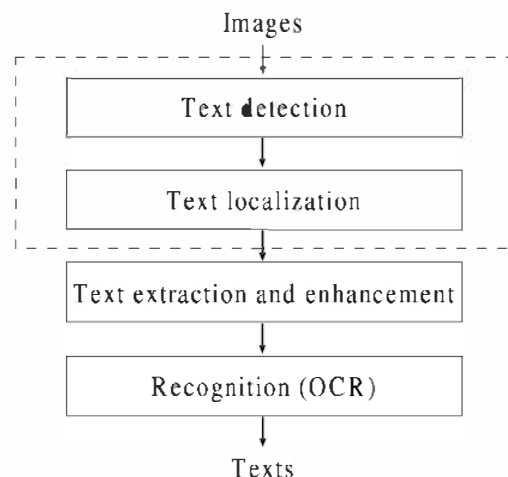 Images
Text detection
Text localization
Text extraction and enhancement
Recognition (OCR)
Texts